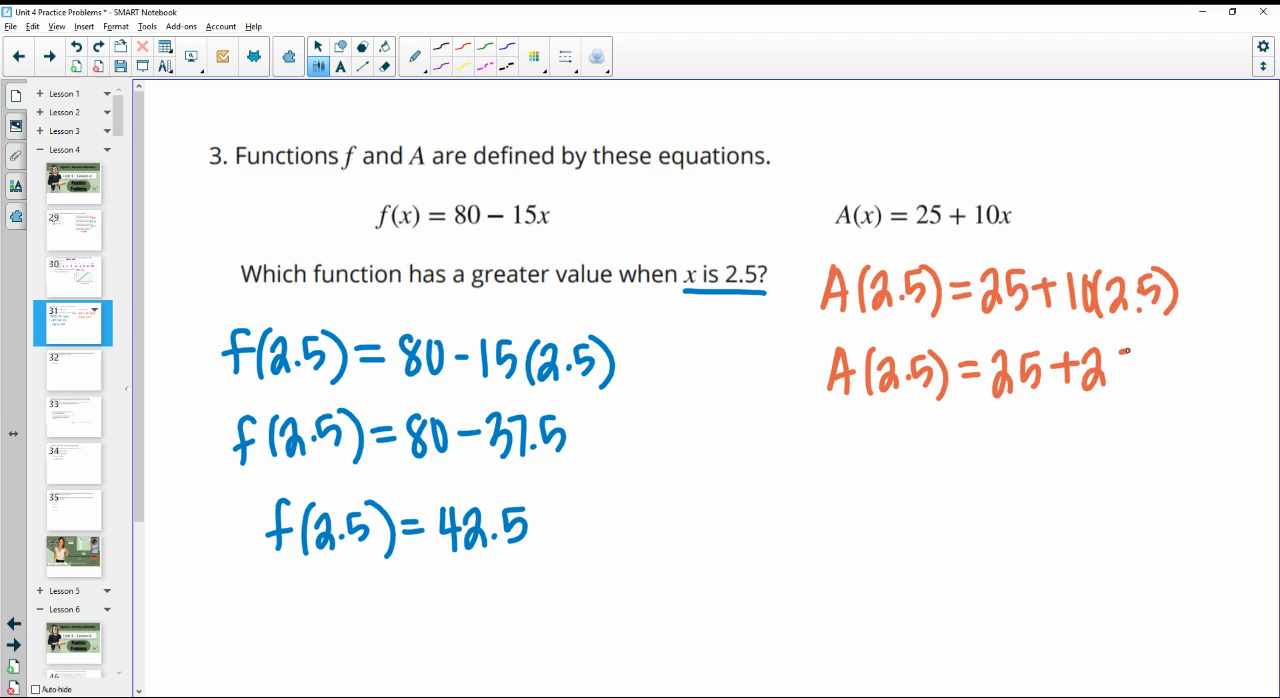 Unit 4 Practice Problems * - SMART Notebook
File Edit View Insert Format Tools Add-ons Account Help
Lesson 1
Lesson 2
Lesson 3
Lesson 4
29
30
31
32
33
34
35
Lesson 5
Lesson 6
46
Auto-hide
3. Functions f and A are defined by these equations.
f(x) = 80 − 15x
A(x) = 25 + 10x
Which function has a greater value when x is 2.5?
f(2.5) = 80 - 15(2.5)
f(2.5) = 80 - 37.5
f(2.5) = 42.5
A(2.5) = 25 + 10(2.5)
A(2.5) = 25 + 2